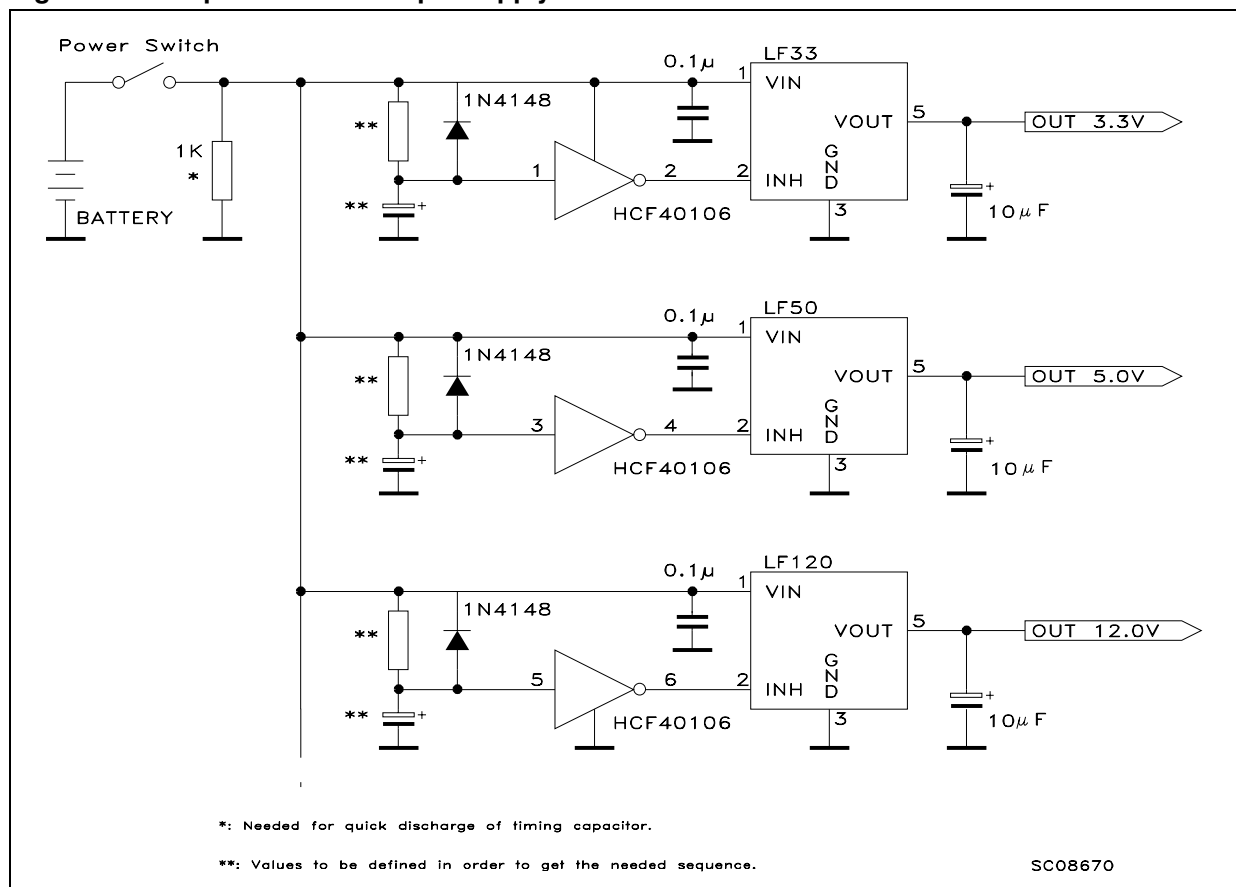 Power Switch
BATTERY
1K
*
**
**
1N4148
1
2
HCF40106
0.1μ
LF33
1
VIN
VOUT
5
2
INH
GND
3
OUT 3.3V
+
+
10μF
**
**
1N4148
3
4
HCF40106
0.1μ
LF50
1
VIN
VOUT
5
2
INH
GND
3
OUT 5.0V
+
+
10μF
**
**
1N4148
5
6
HCF40106
0.1μ
LF120
1
VIN
VOUT
5
2
INH
GND
3
OUT 12.0V
+
+
10μF
*: Needed for quick discharge of timing capacitor.
**: Values to be defined in order to get the needed sequence.
SC08670